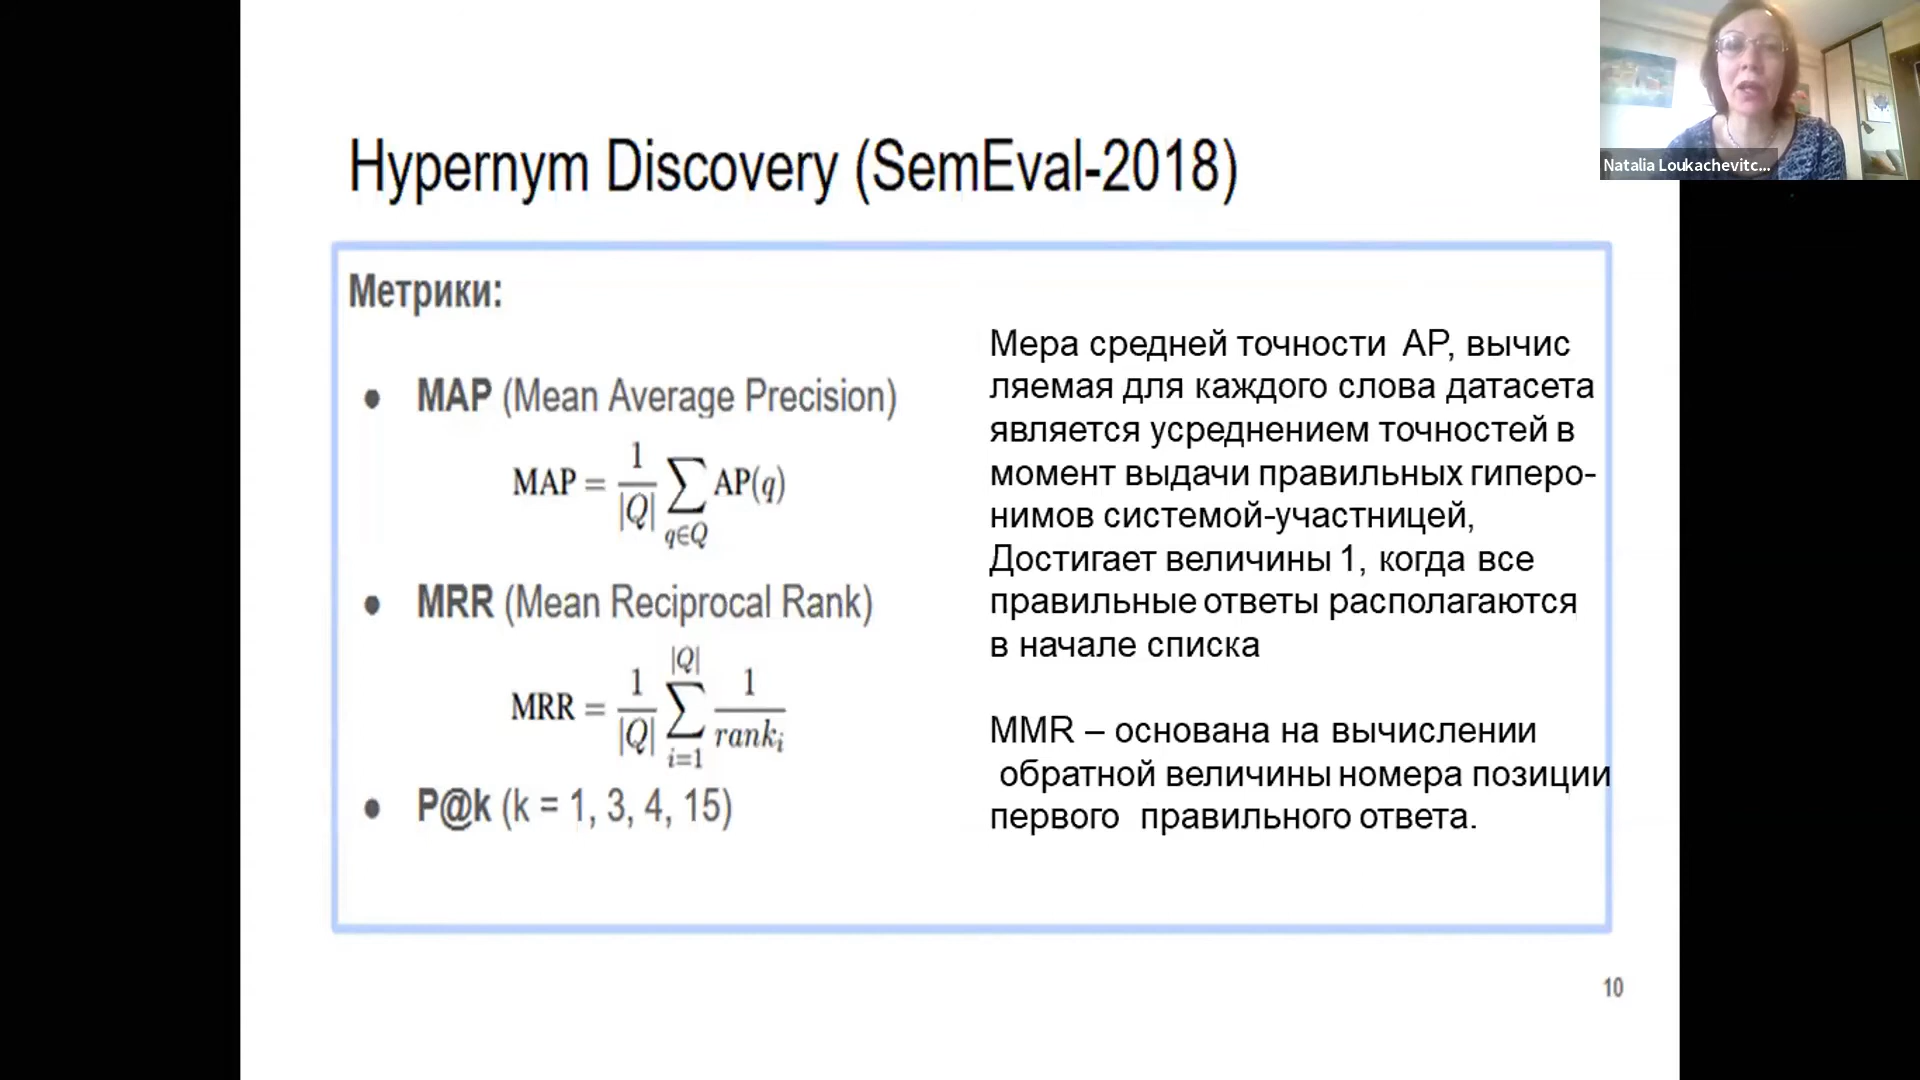 Natalia Loukachevitc...
Hypernym Discovery (SemEval-2018)
Метрики:
● MAP (Mean Average Precision)
MAP = 1/|Q| ∑ q∈Q AP(q)
● MRR (Mean Reciprocal Rank)
MRR = 1/|Q| ∑ i=1 |Q| 1/rank_i
● P@k (k = 1, 3, 4, 15)
Мера средней точности AP, вычис
ляемая для каждого слова датасета
является усреднением точностей в
момент выдачи правильных гиперо-
нимов системой-участницей,
Достигает величины 1, когда все
правильные ответы располагаются
в начале списка
MMR – основана на вычислении
обратной величины номера позиции
первого правильного ответа.
10